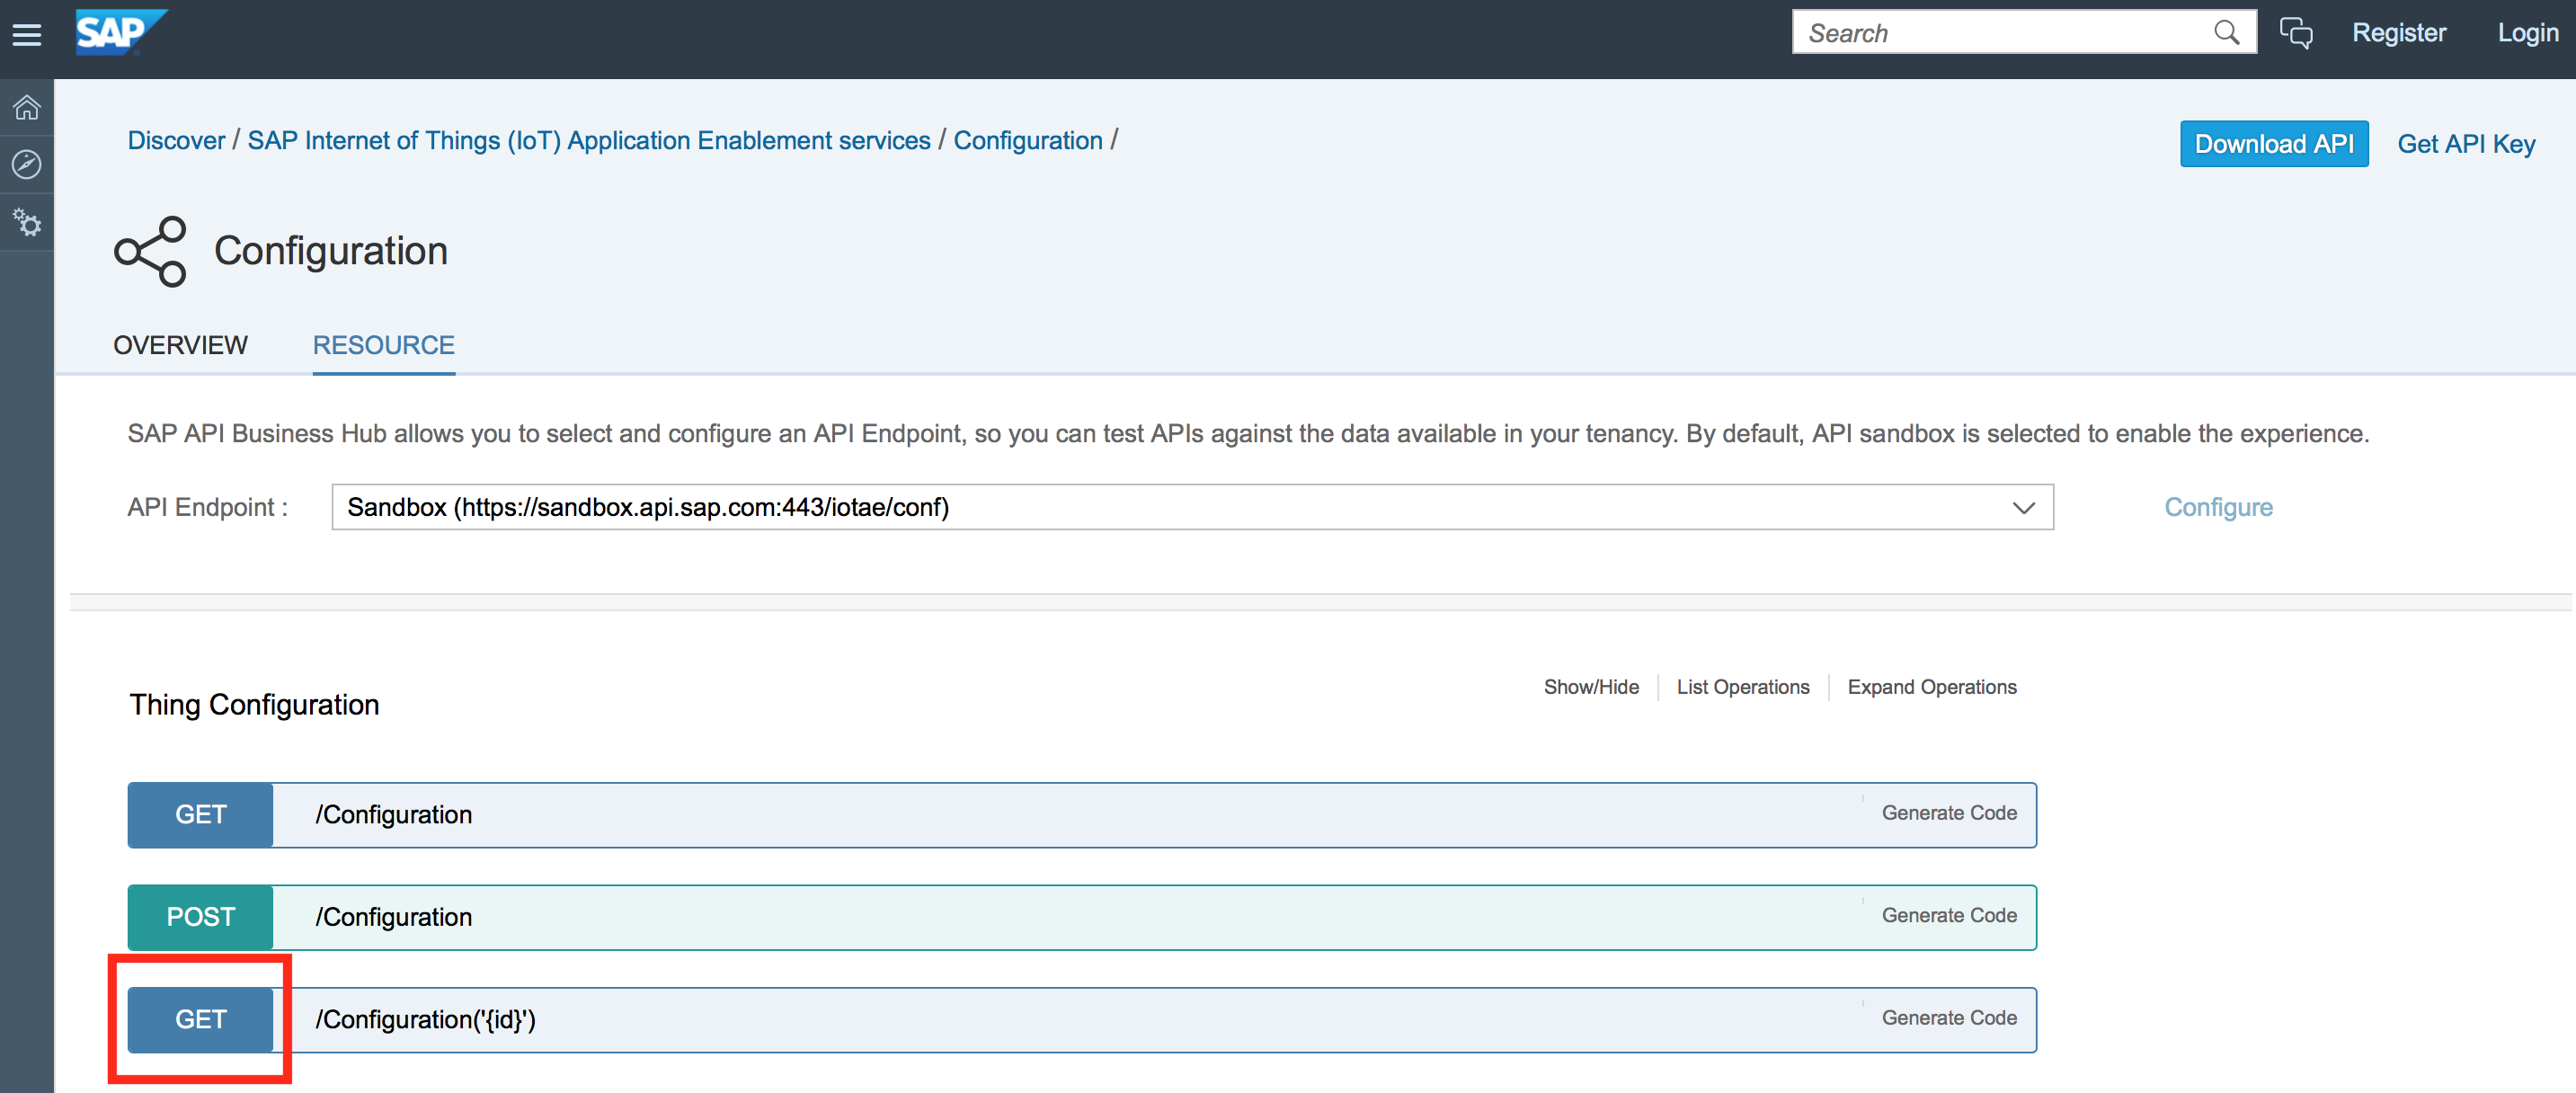 SAP
Search
Register
Login
Discover / SAP Internet of Things (IoT) Application Enablement services / Configuration /
Download API
Get API Key
Configuration
OVERVIEW
RESOURCE
SAP API Business Hub allows you to select and configure an API Endpoint, so you can test APIs against the data available in your tenancy. By default, API sandbox is selected to enable the experience.
API Endpoint :
Sandbox (https://sandbox.api.sap.com:443/iotae/conf)
Configure
Thing Configuration
Show/Hide
List Operations
Expand Operations
GET
/Configuration
Generate Code
POST
/Configuration
Generate Code
GET
/Configuration('{id}')
Generate Code